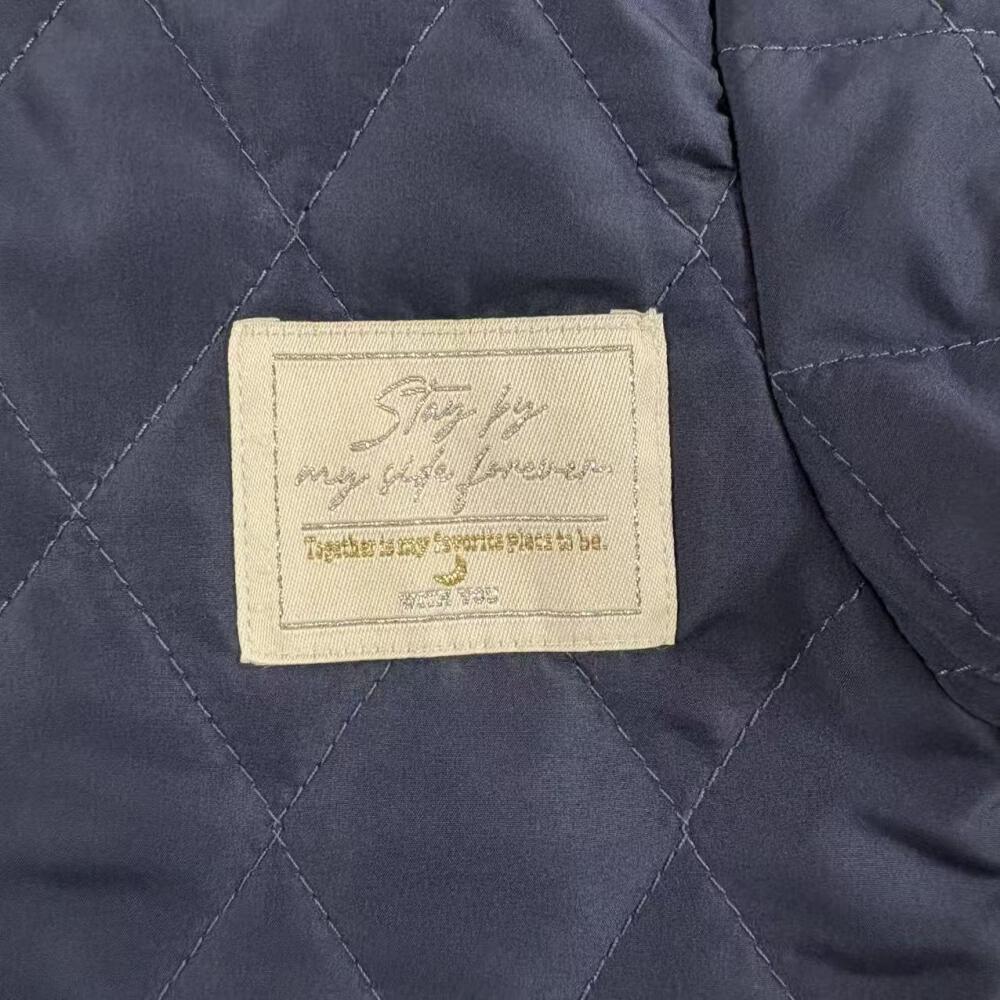 Stay by
my side forever
Together is my favorite place to be.
WITH YOU